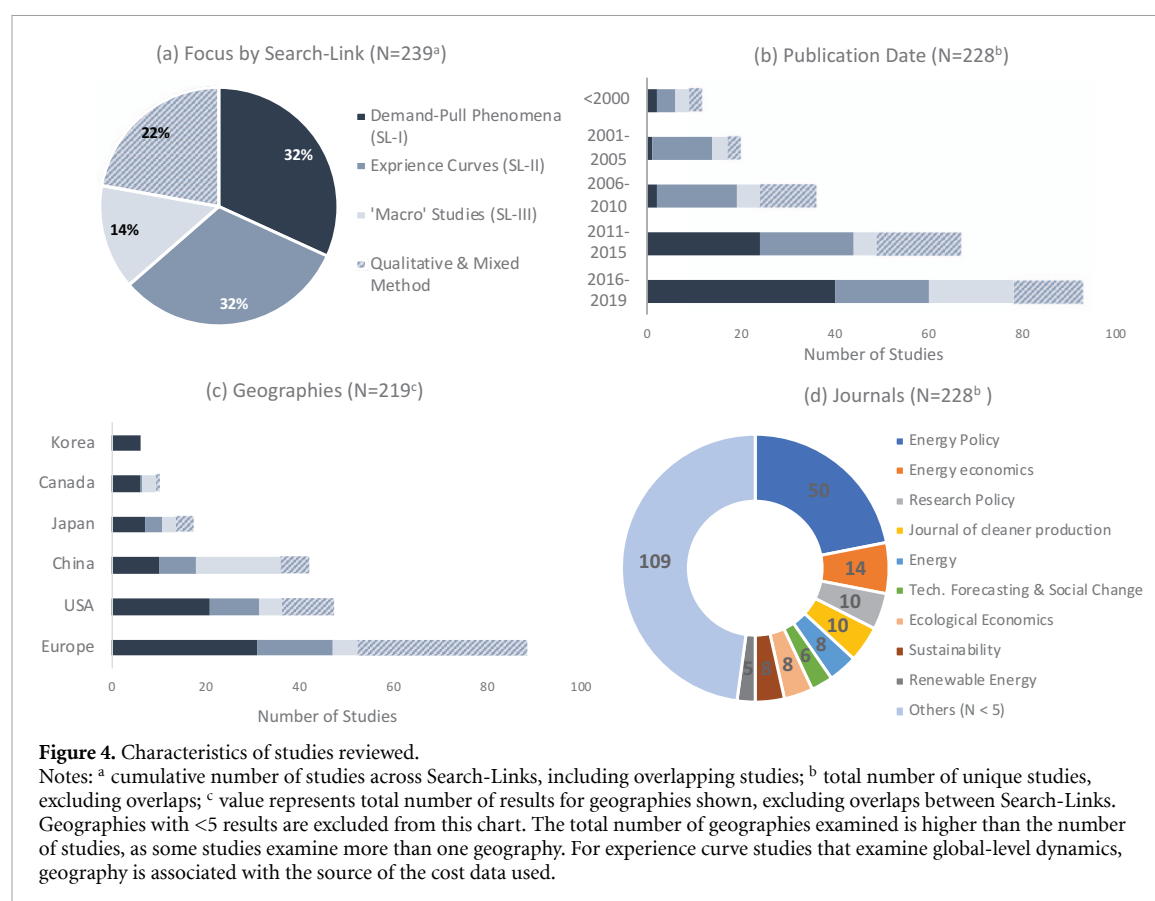 (a) Focus by Search-Link (N=239ᵃ)
32%
32%
14%
22%
Demand-Pull Phenomena
(SL-I)
Exprience Curves (SL-II)
'Macro' Studies (SL-III)
Qualitative & Mixed
Method
(b) Publication Date (N=228ᵇ)
<2000
2001-
2005
2006-
2010
2011-
2015
2016-
2019
0 20 40 60 80 100
Number of Studies
(c) Geographies (N=219ᶜ)
Korea
Canada
Japan
China
USA
Europe
0 20 40 60 80 100
Number of Studies
(d) Journals (N=228ᵇ )
50
14
10
10
8
6
8
8
5
109
Energy Policy
Energy economics
Research Policy
Journal of cleaner production
Energy
Tech. Forecasting & Social Change
Ecological Economics
Sustainability
Renewable Energy
Others (N < 5)
Figure 4. Characteristics of studies reviewed.
Notes: ᵃ cumulative number of studies across Search-Links, including overlapping studies; ᵇ total number of unique studies,
excluding overlaps; ᶜ value represents total number of results for geographies shown, excluding overlaps between Search-Links.
Geographies with <5 results are excluded from this chart. The total number of geographies examined is higher than the number
of studies, as some studies examine more than one geography. For experience curve studies that examine global-level dynamics,
geography is associated with the source of the cost data used.